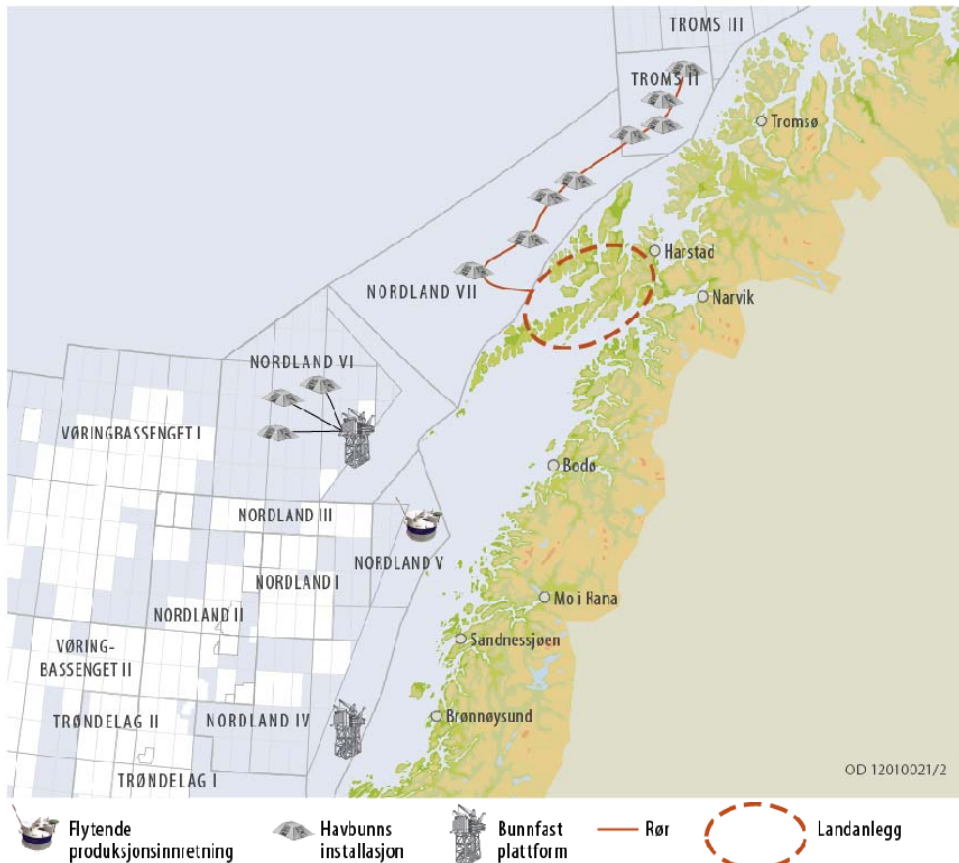 TROMS III
TROMS II
Tromsø
Harstad
NORDLAND VII
Narvik
NORDLAND VI
VØRINGBASSENGET I
Bodø
NORDLAND III
NORDLAND V
NORDLAND I
Mo i Rana
NORDLAND II
Sandnessjøen
VØRING-
BASSENGET II
TRØNDELAG II
NORDLAND IV
Brønnøysund
TRØNDELAG I
OD 12010021/2
Flytende
produksjonsinnretning
Havbunns
installasjon
Bunnfast
plattform
Rør
Landanlegg